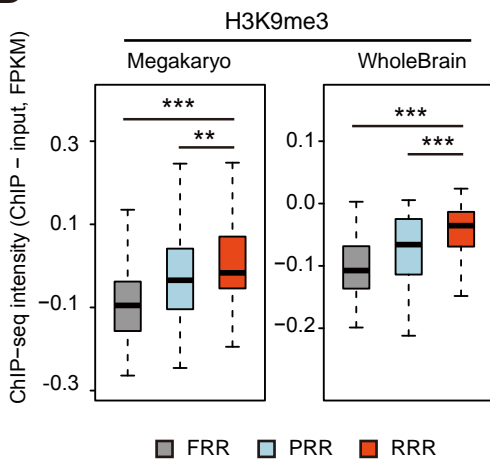 H3K9me3
Megakaryo
WholeBrain
ChIP−seq intensity (ChIP − input, FPKM)
***
**
0.3
0.1
−0.1
-0.3
***
***
0.1
0.0
−0.1
−0.2
FRR
PRR
RRR